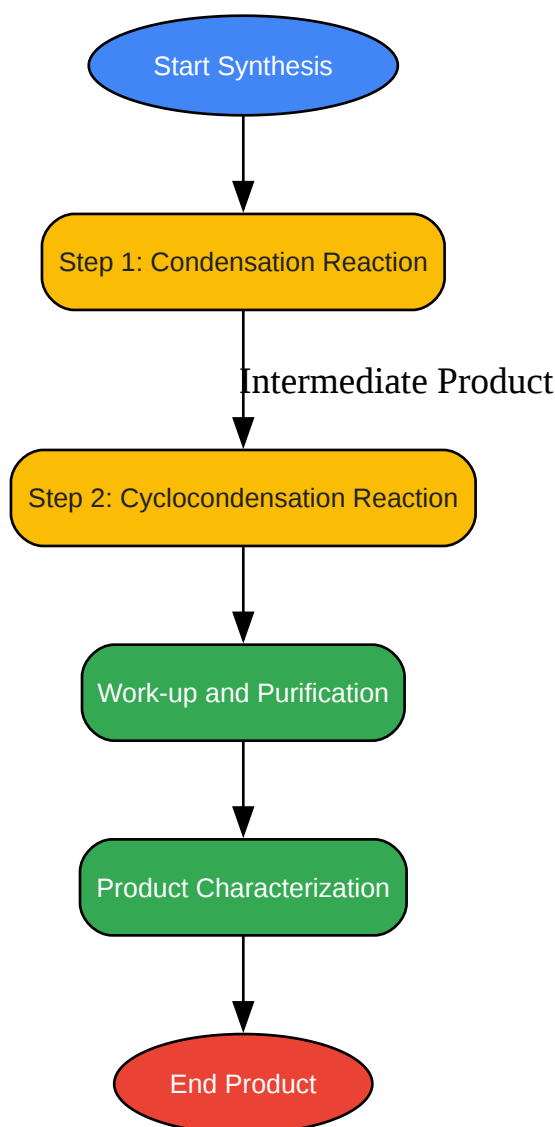 Start Synthesis
Step 1: Condensation Reaction
Intermediate Product
Step 2: Cyclocondensation Reaction
Work-up and Purification
Product Characterization
End Product